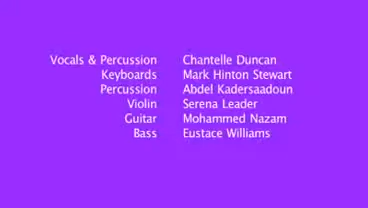 Vocals & Percussion Chantelle Duncan
Keyboards Mark Hinton Stewart
Percussion Abdel Kadersaadoun
Violin Serena Leader
Guitar Mohammed Nazam
Bass Eustace Williams